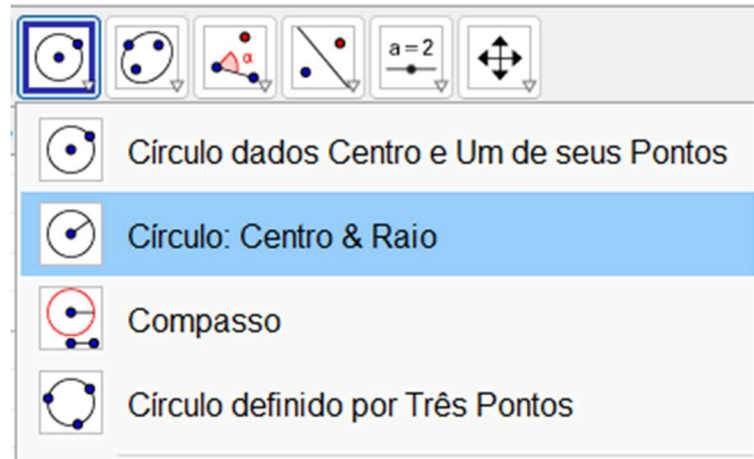 α
a = 2
Círculo dados Centro e Um de seus Pontos
Círculo: Centro & Raio
Compasso
Círculo definido por Três Pontos